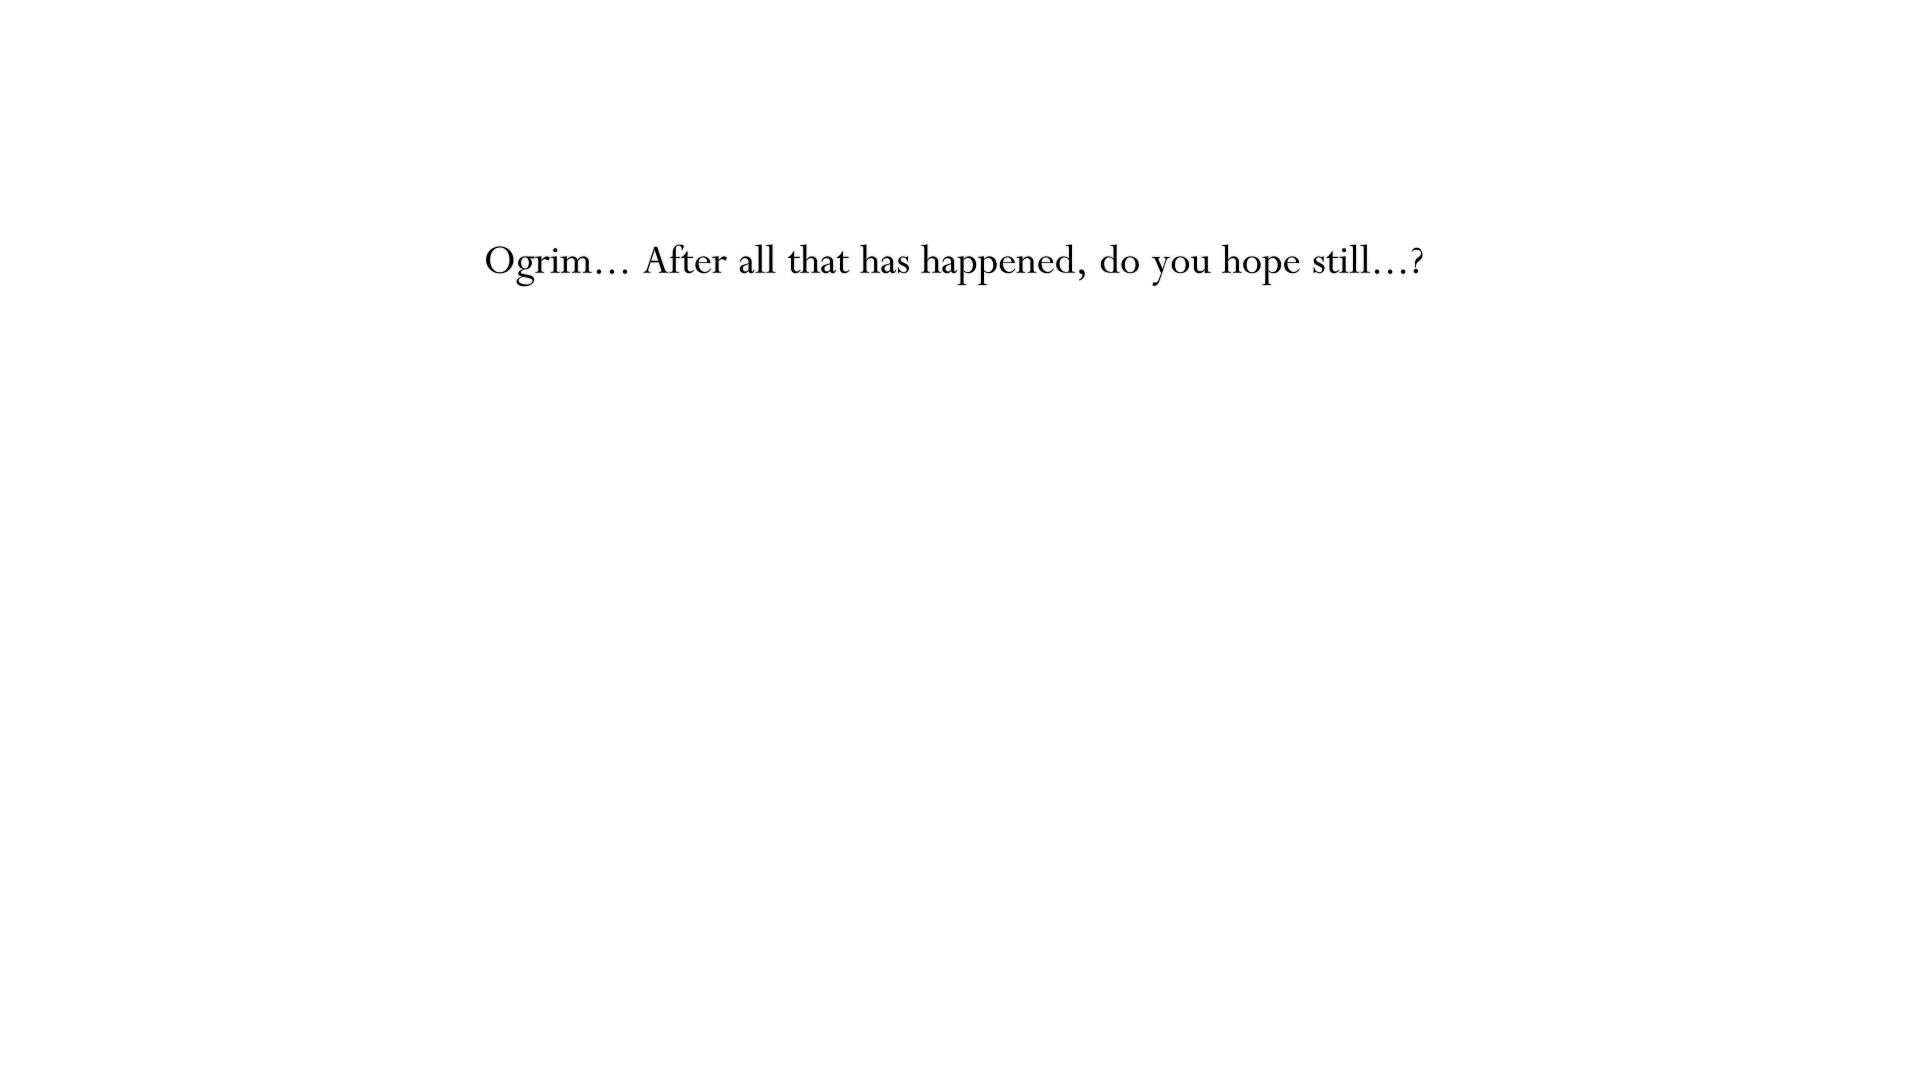 Ogrim… After all that has happened, do you hope still…?